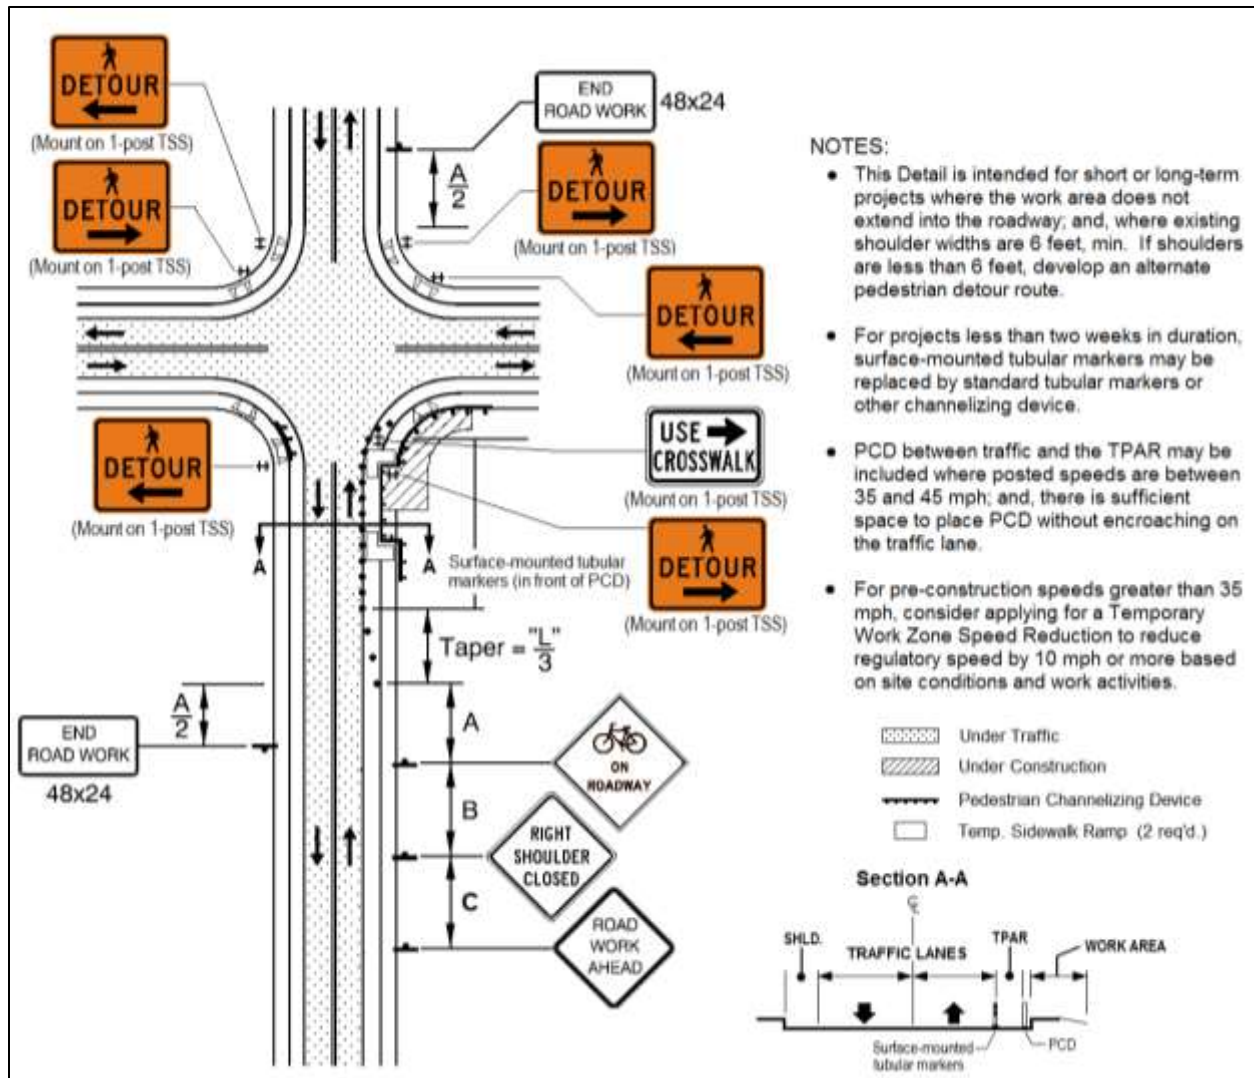 DETOUR
(Mount on 1-post TSS)
DETOUR
(Mount on 1-post TSS)
END
ROAD WORK
48x24
A
2
DETOUR
(Mount on 1-post TSS)
DETOUR
(Mount on 1-post TSS)
DETOUR
(Mount on 1-post TSS)
USE
CROSSWALK
(Mount on 1-post TSS)
DETOUR
(Mount on 1-post TSS)
A
A
Surface-mounted tubular
markers (in front of PCD)
Taper = "L"
3
A
2
END
ROAD WORK
48x24
A
ON
ROADWAY
B
RIGHT
SHOULDER
CLOSED
C
ROAD
WORK
AHEAD
NOTES:
• This Detail is intended for short or long-term
projects where the work area does not
extend into the roadway; and, where existing
shoulder widths are 6 feet, min. If shoulders
are less than 6 feet, develop an alternate
pedestrian detour route.
• For projects less than two weeks in duration,
surface-mounted tubular markers may be
replaced by standard tubular markers or
other channelizing device.
• PCD between traffic and the TPAR may be
included where posted speeds are between
35 and 45 mph; and, there is sufficient
space to place PCD without encroaching on
the traffic lane.
• For pre-construction speeds greater than 35
mph, consider applying for a Temporary
Work Zone Speed Reduction to reduce
regulatory speed by 10 mph or more based
on site conditions and work activities.
Under Traffic
Under Construction
Pedestrian Channelizing Device
Temp. Sidewalk Ramp (2 req'd.)
Section A-A
℄
SHLD.
TRAFFIC LANES
TPAR
WORK AREA
Surface-mounted
tubular markers
PCD